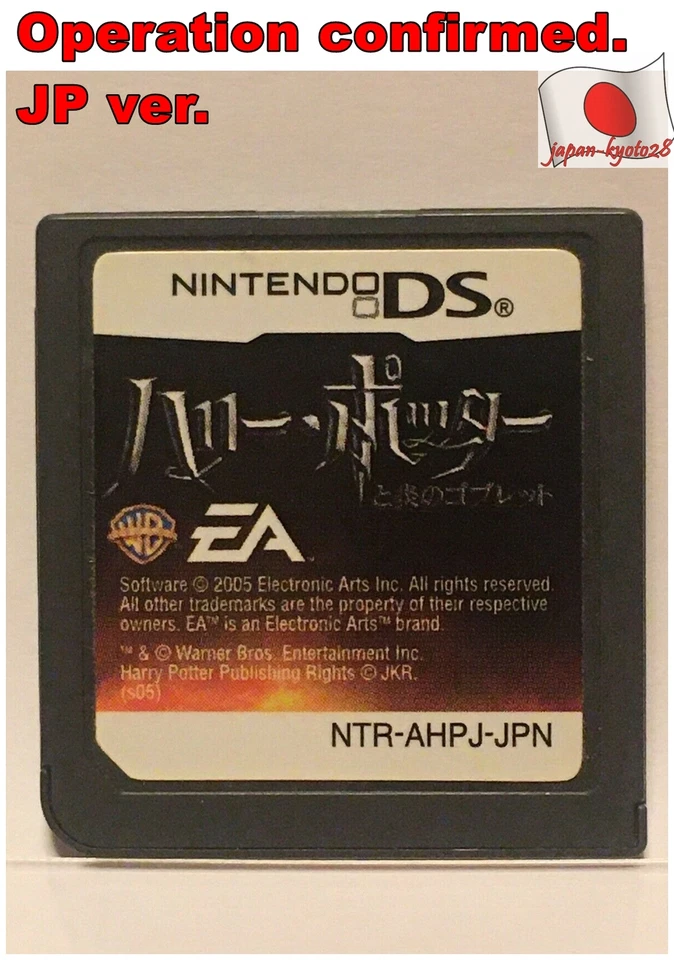 Operation confirmed.
JP ver.
japan-kyoto28
NINTENDO DS®
ハリー・ポッター
と炎のゴブレット
WB
EA™
Software © 2005 Electronic Arts Inc. All rights reserved.
All other trademarks are the property of their respective
owners. EA™ is an Electronic Arts™ brand.
™ & © Warner Bros. Entertainment Inc.
Harry Potter Publishing Rights © JKR.
(s05)
NTR-AHPJ-JPN